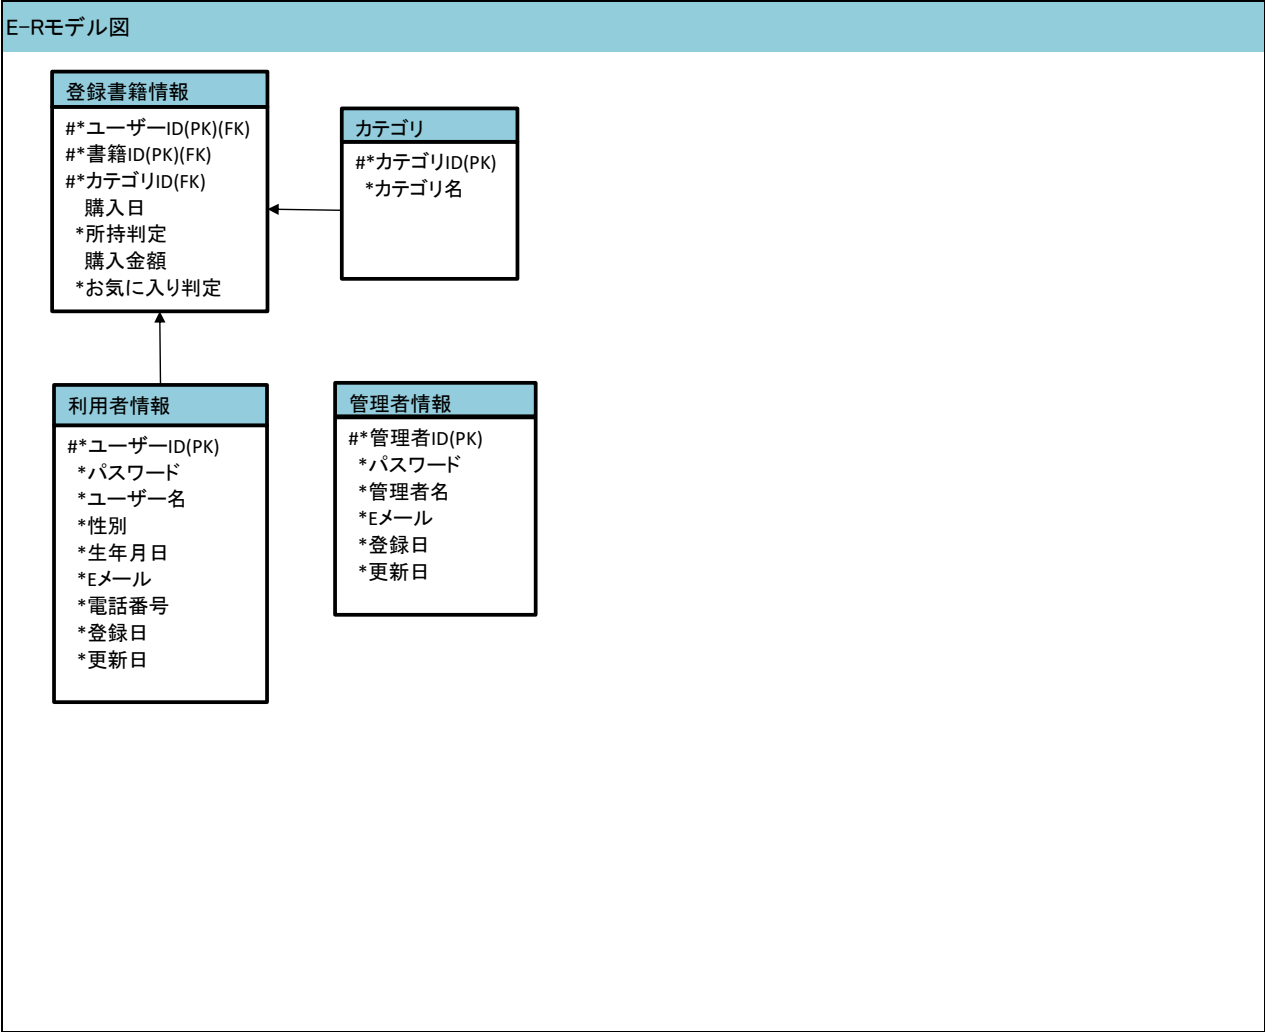 E-Rモデル図
登録書籍情報
#*ユーザーID(PK)(FK)
#*書籍ID(PK)(FK)
#*カテゴリID(FK)
購入日
*所持判定
購入金額
*お気に入り判定
カテゴリ
#*カテゴリID(PK)
*カテゴリ名
利用者情報
#*ユーザーID(PK)
*パスワード
*ユーザー名
*性別
*生年月日
*Eメール
*電話番号
*登録日
*更新日
管理者情報
#*管理者ID(PK)
*パスワード
*管理者名
*Eメール
*登録日
*更新日